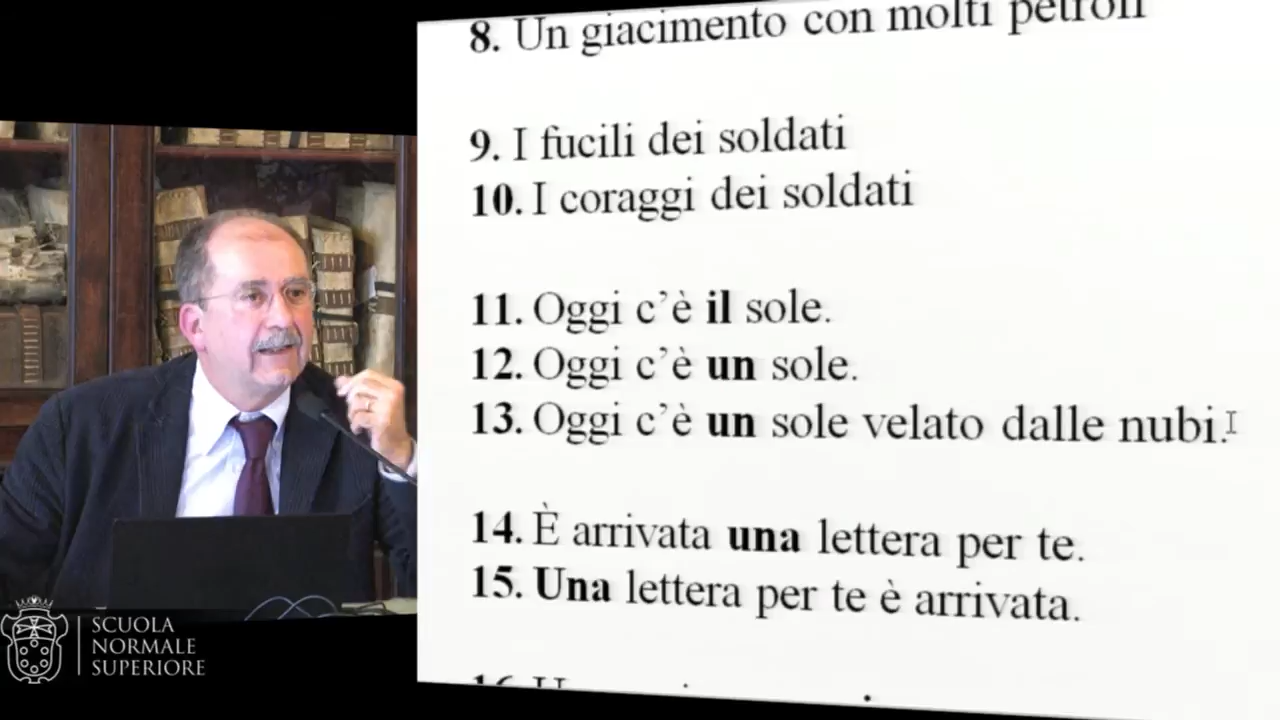 8. Un giacimento con molti petroli
9. I fucili dei soldati
10. I coraggi dei soldati
11. Oggi c'è il sole.
12. Oggi c'è un sole.
13. Oggi c'è un sole velato dalle nubi.
14. È arrivata una lettera per te.
15. Una lettera per te è arrivata.
SCUOLA
NORMALE
SUPERIORE